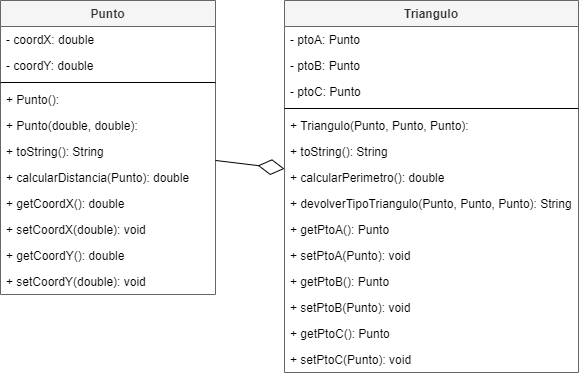 Punto
- coordX: double
- coordY: double
+ Punto():
+ Punto(double, double):
+ toString(): String
+ calcularDistancia(Punto): double
+ getCoordX(): double
+ setCoordX(double): void
+ getCoordY(): double
+ setCoordY(double): void
Triangulo
- ptoA: Punto
- ptoB: Punto
- ptoC: Punto
+ Triangulo(Punto, Punto, Punto):
+ toString(): String
+ calcularPerimetro(): double
+ devolverTipoTriangulo(Punto, Punto, Punto): String
+ getPtoA(): Punto
+ setPtoA(Punto): void
+ getPtoB(): Punto
+ setPtoB(Punto): void
+ getPtoC(): Punto
+ setPtoC(Punto): void